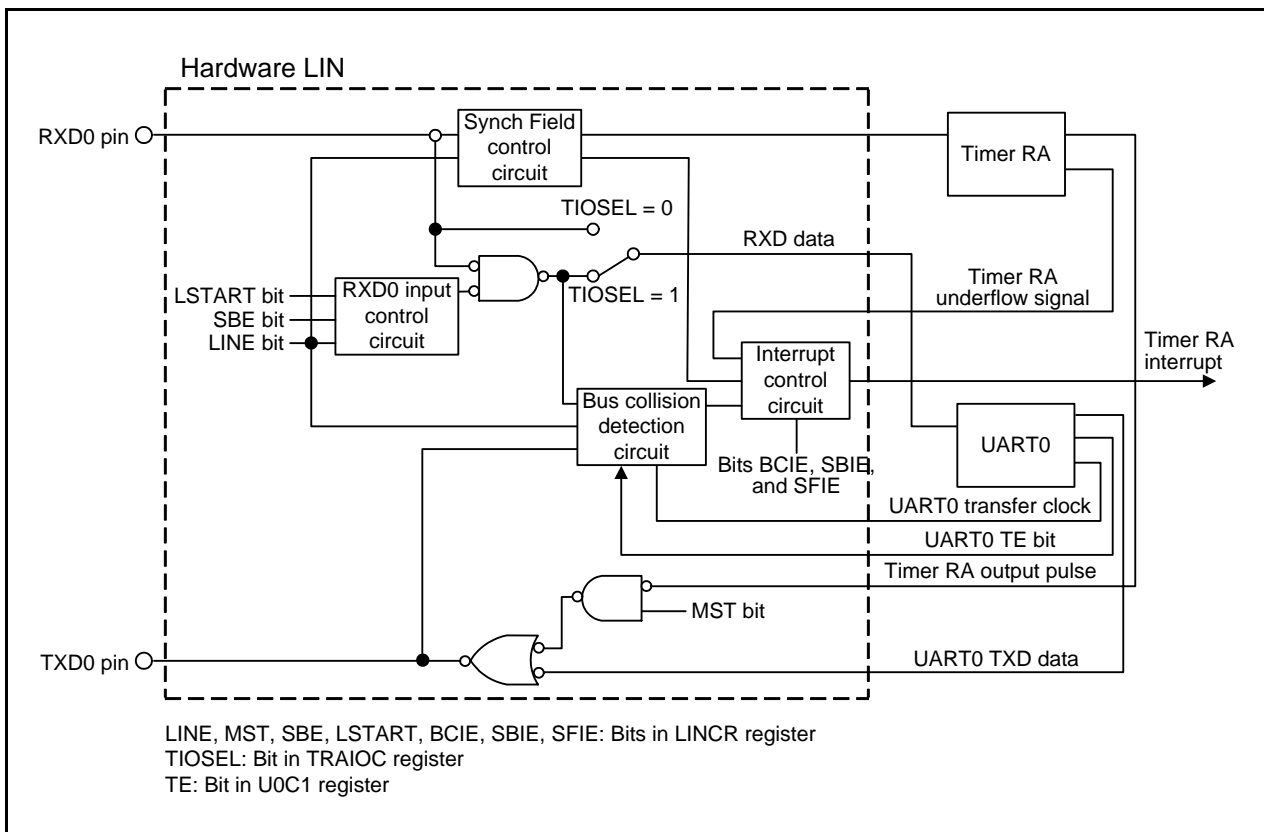 Hardware LIN
RXD0 pin
Synch Field
control
circuit
Timer RA
TIOSEL = 0
RXD data
TIOSEL = 1
LSTART bit
SBE bit
LINE bit
RXD0 input
control
circuit
Timer RA
underflow signal
Timer RA
interrupt
Interrupt
control
circuit
Bus collision
detection
circuit
UART0
Bits BCIE, SBIE,
and SFIE
UART0 transfer clock
UART0 TE bit
Timer RA output pulse
MST bit
TXD0 pin
UART0 TXD data
LINE, MST, SBE, LSTART, BCIE, SBIE, SFIE: Bits in LINCR register
TIOSEL: Bit in TRAIOC register
TE: Bit in U0C1 register